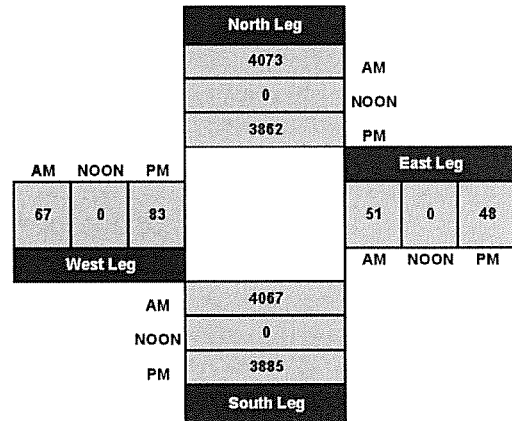 North Leg
4073
AM
0
NOON
3862
PM
AM NOON PM
East Leg
67 0 83
51 0 48
West Leg
AM NOON PM
4067
AM
0
NOON
3885
PM
South Leg